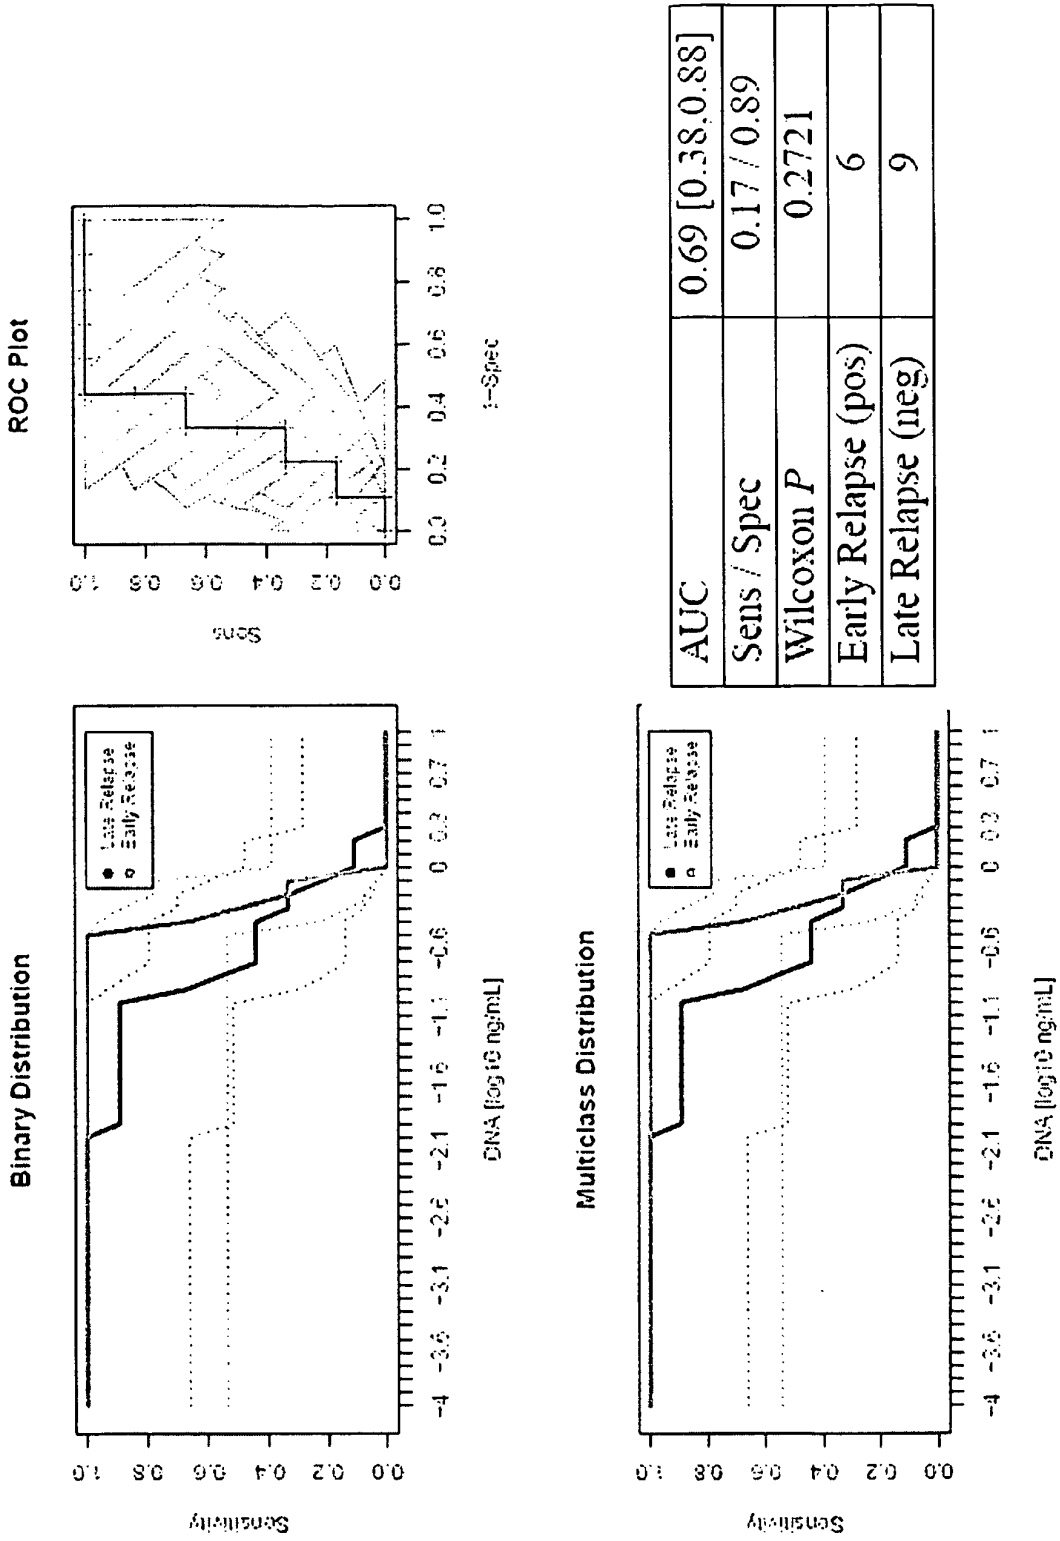 Binary Distribution
Late Relapse
Early Relapse
Sensitivity
1.0
0.8
0.6
0.4
0.2
0.0
-4 -3.6 -3.1 -2.6 -2.1 -1.6 -1.1 -0.6 0 0.3 0.7 1
DNA [log10 ng/mL]
ROC Plot
Sens
1.0
0.8
0.6
0.4
0.2
0.0
0.0 0.2 0.4 0.6 0.8 1.0
1-Spec
Multiclass Distribution
Late Relapse
Early Relapse
Sensitivity
1.0
0.8
0.6
0.4
0.2
0.0
-4 -3.6 -3.1 -2.6 -2.1 -1.6 -1.1 -0.6 0 0.3 0.7 1
DNA [log10 ng/mL]
AUC 0.69 [0.38,0.88]
Sens / Spec 0.17 / 0.89
Wilcoxon P 0.2721
Early Relapse (pos) 6
Late Relapse (neg) 9